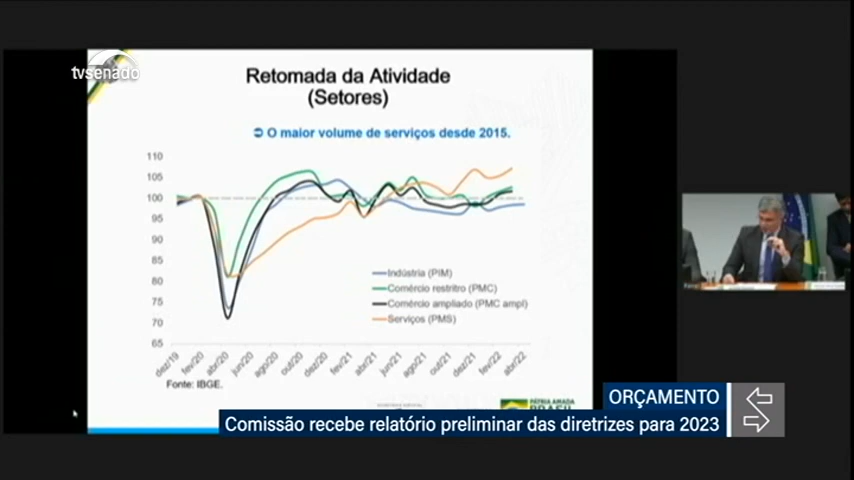 tvsenado
Retomada da Atividade
(Setores)
O maior volume de serviços desde 2015.
110
105
100
95
90
85
80
75
70
65
Indústria (PIM)
Comércio restritro (PMC)
Comércio ampliado (PMC ampl)
Serviços (PMS)
dez/19
fev/20
abr/20
jun/20
ago/20
out/20
dez/20
fev/21
abr/21
jun/21
ago/21
out/21
dez/21
fev/22
abr/22
Fonte: IBGE.
PÁTRIA AMADA
BRASIL
ORÇAMENTO
Comissão recebe relatório preliminar das diretrizes para 2023